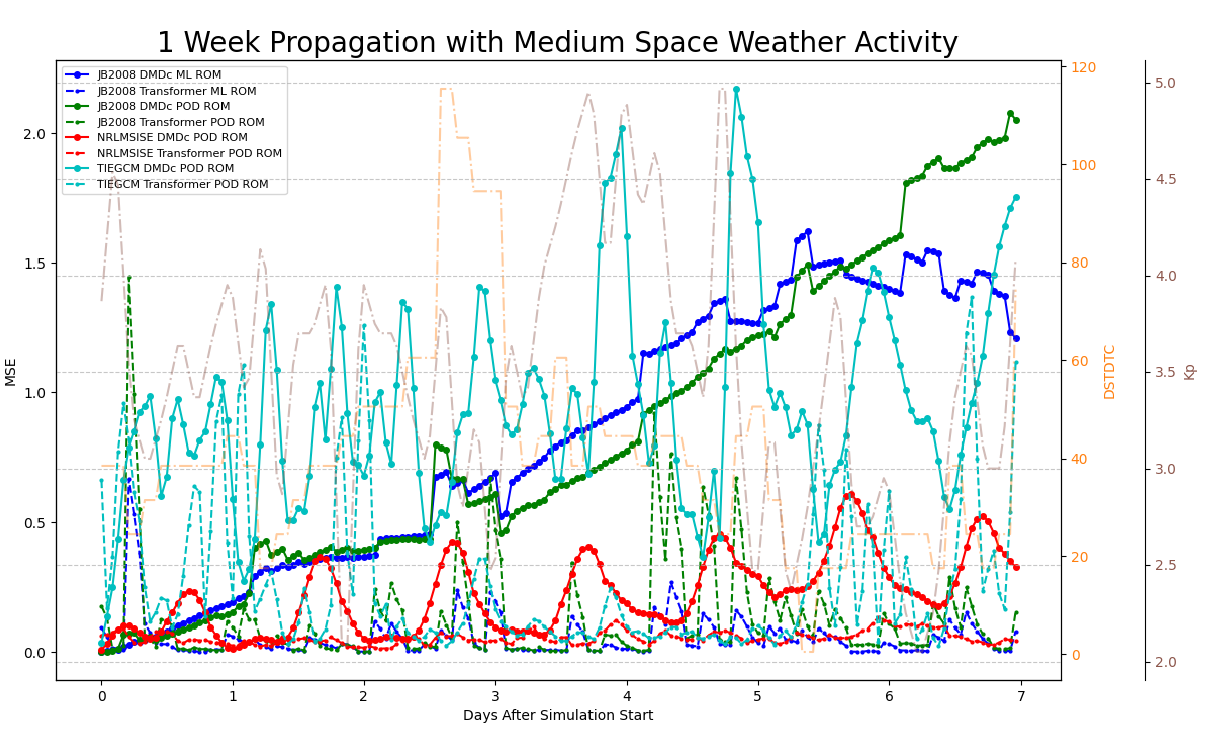 1 Week Propagation with Medium Space Weather Activity
JB2008 DMDc ML ROM
JB2008 Transformer ML ROM
JB2008 DMDc POD ROM
JB2008 Transformer POD ROM
NRLMSISE DMDc POD ROM
NRLMSISE Transformer POD ROM
TIEGCM DMDc POD ROM
TIEGCM Transformer POD ROM
MSE
2.0
1.5
1.0
0.5
0.0
0 1 2 3 4 5 6 7
Days After Simulation Start
120
100
80
60
40
20
0
DSTDTC
5.0
4.5
4.0
3.5
3.0
2.5
2.0
Kp